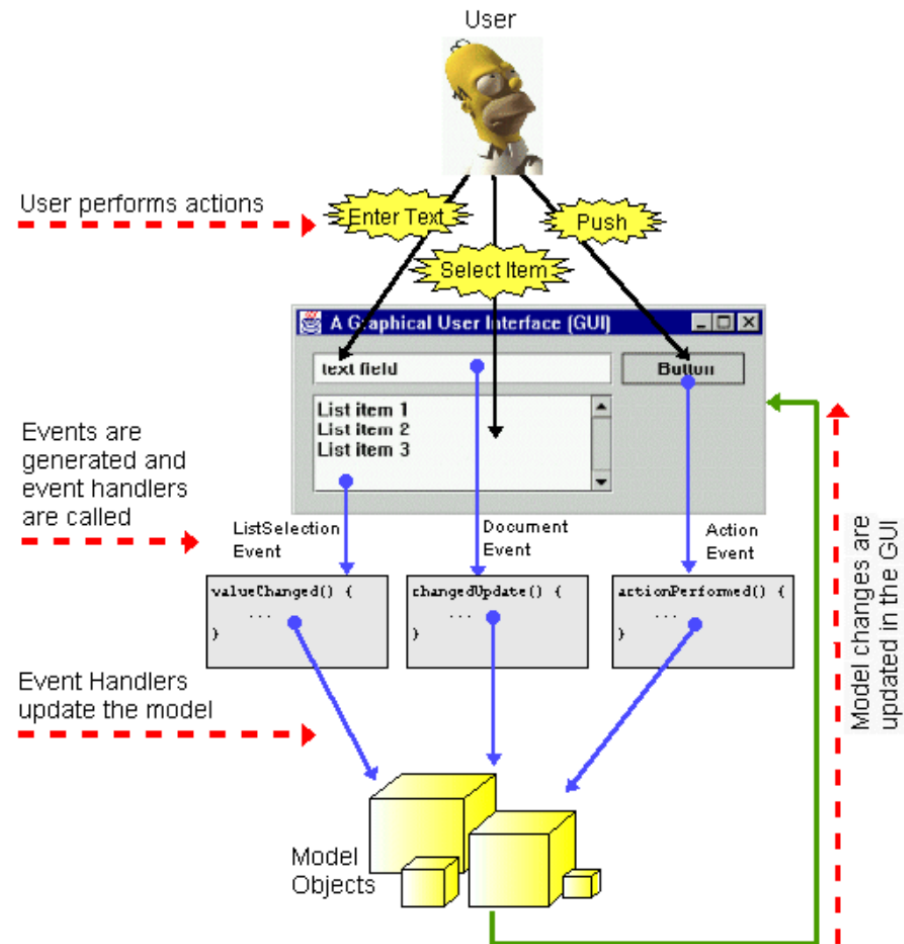 User
User performs actions
Enter Text
Push
Select Item
A Graphical User Interface (GUI)
text field
Button
List item 1
List item 2
List item 3
Events are
generated and
event handlers
are called
ListSelection
Event
Document
Event
Action
Event
valueChanged() {
...
}
changedUpdate() {
...
}
actionPerformed() {
...
}
Model changes are
updated in the GUI
Event Handlers
update the model
Model
Objects